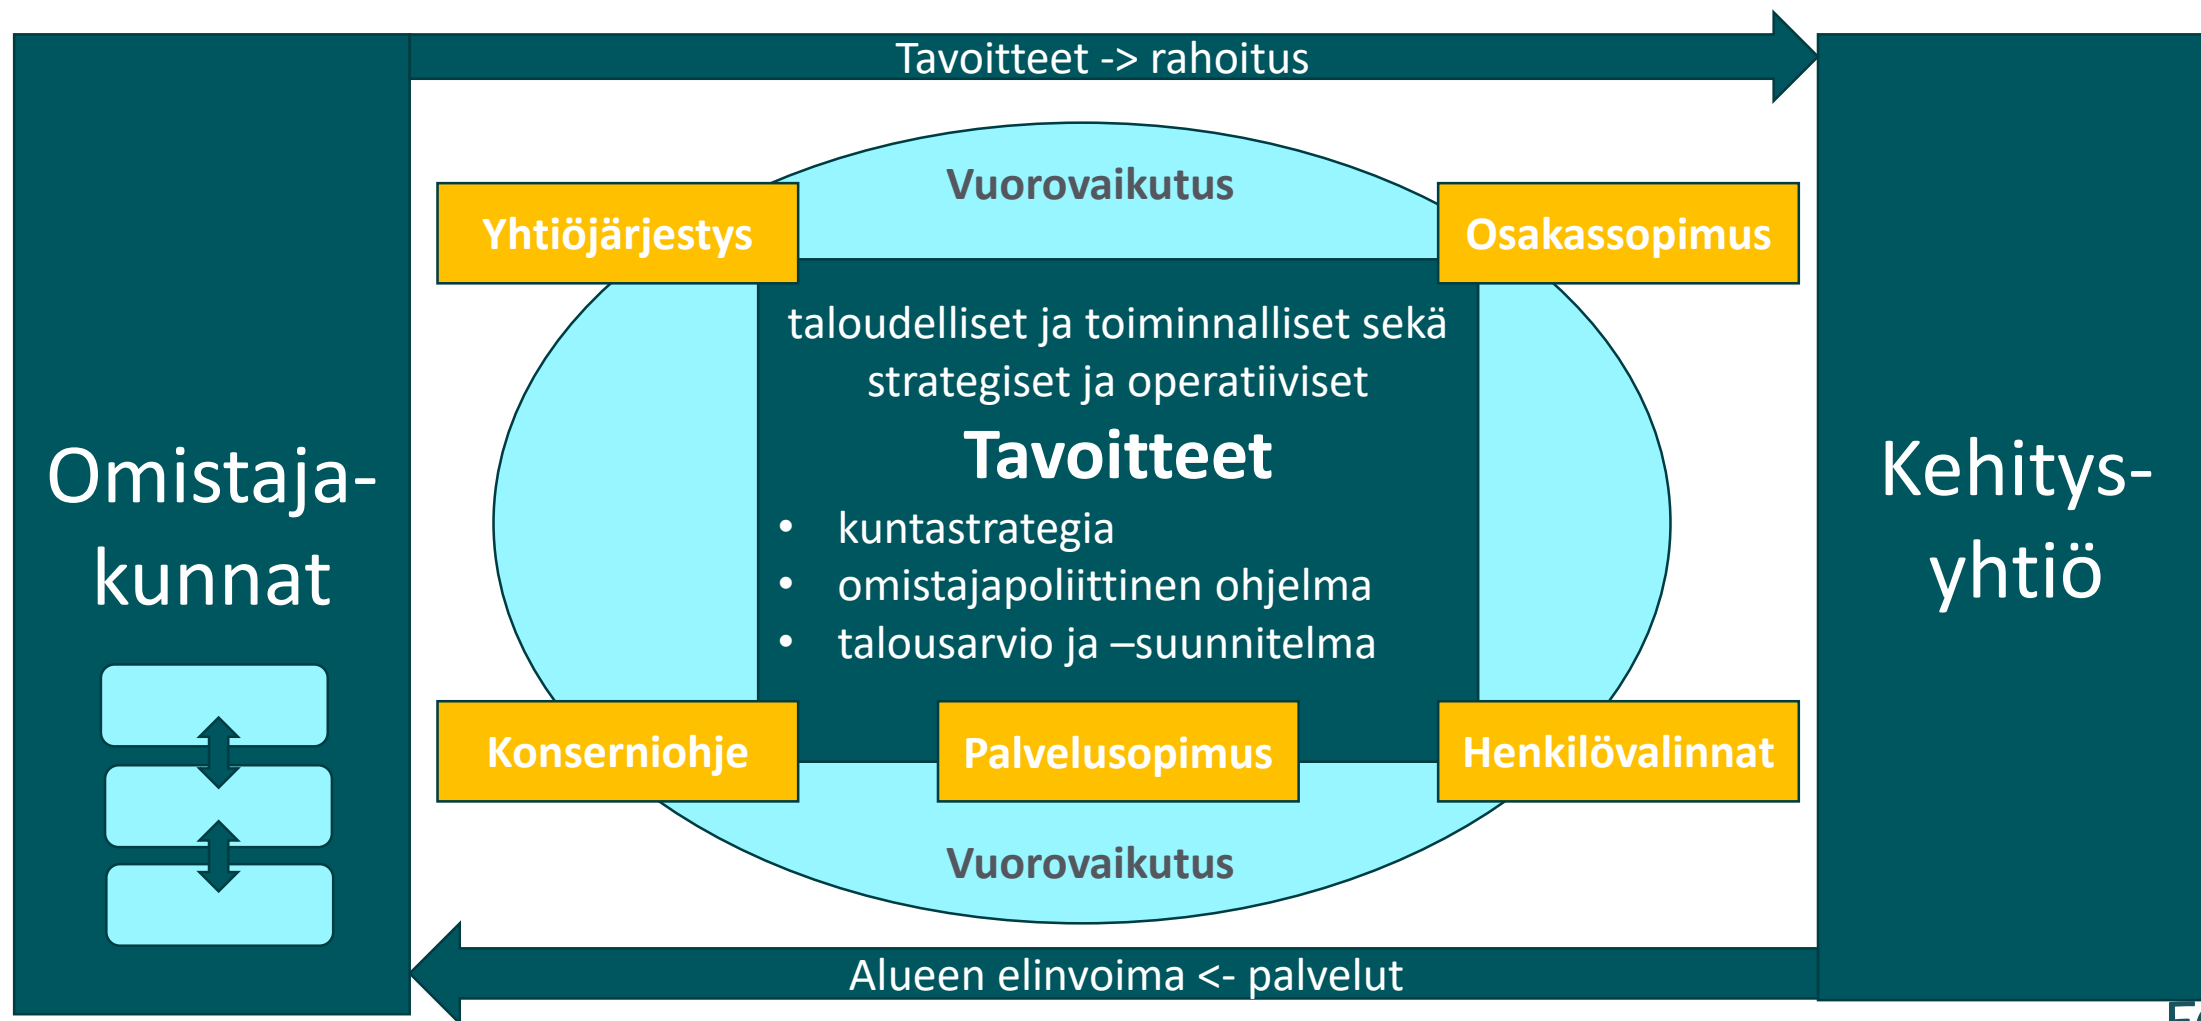 Tavoitteet -> rahoitus
Vuorovaikutus
Yhtiöjärjestys
Osakassopimus
taloudelliset ja toiminnalliset sekä
strategiset ja operatiiviset
Tavoitteet
• kuntastrategia
• omistajapoliittinen ohjelma
• talousarvio ja –suunnitelma
Omistaja-
kunnat
Kehitys-
yhtiö
Konserniohje
Palvelusopimus
Henkilövalinnat
Vuorovaikutus
Alueen elinvoima <- palvelut